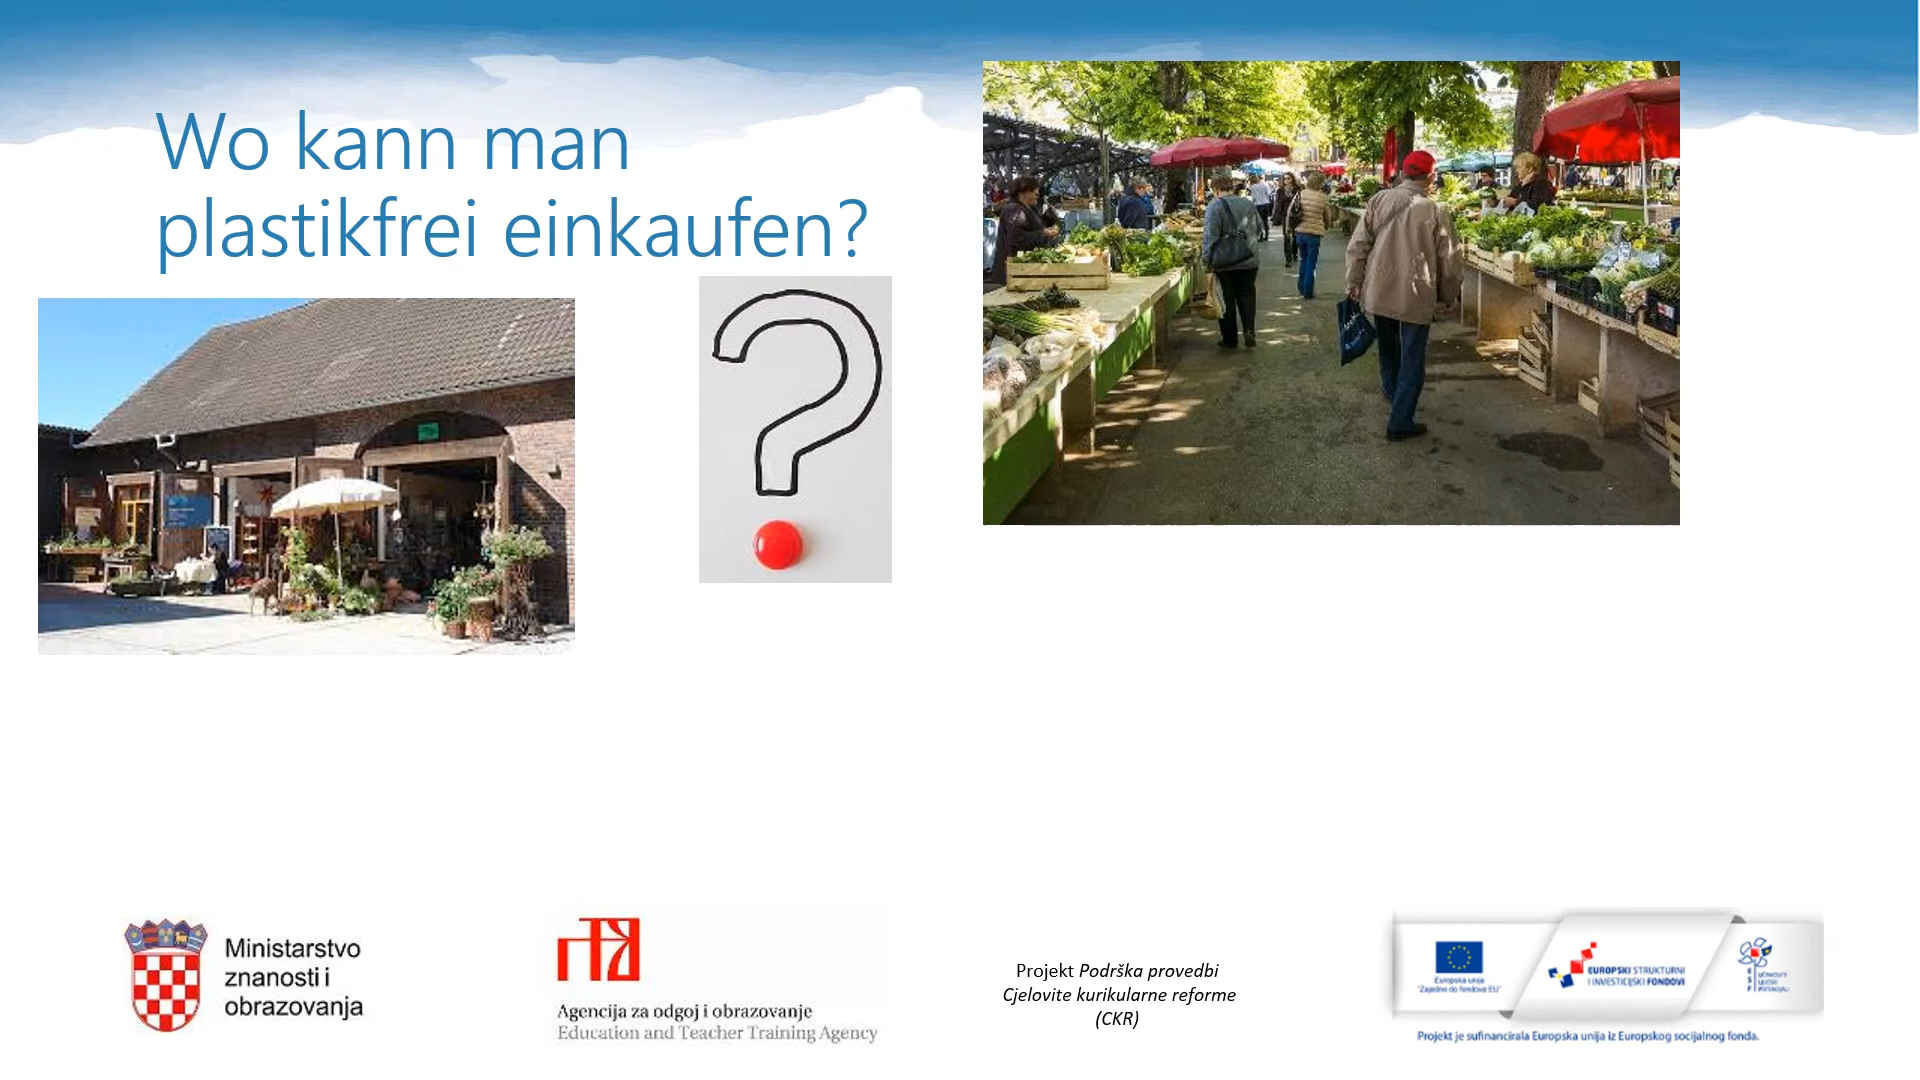 Wo kann man
plastikfrei einkaufen?
Ministarstvo
znanosti i
obrazovanja
Agencija za odgoj i obrazovanje
Education and Teacher Training Agency
Projekt Podrška provedbi
Cjelovite kurikularne reforme
(CKR)
Europska unija
"Zajedno do fondova EU"
EUROPSKI STRUKTURNI
I INVESTICIJSKI FONDOVI
Projekt je sufinancirala Europska unija iz Europskog socijalnog fonda.